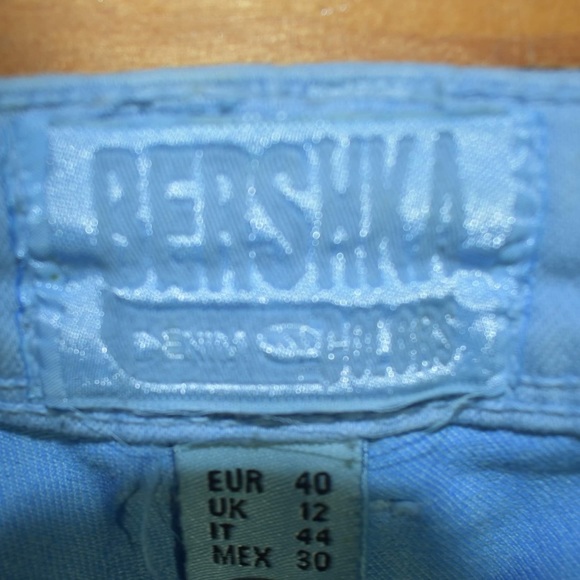 BERSHKA
DENIM
EUR 40
UK 12
IT 44
MEX 30